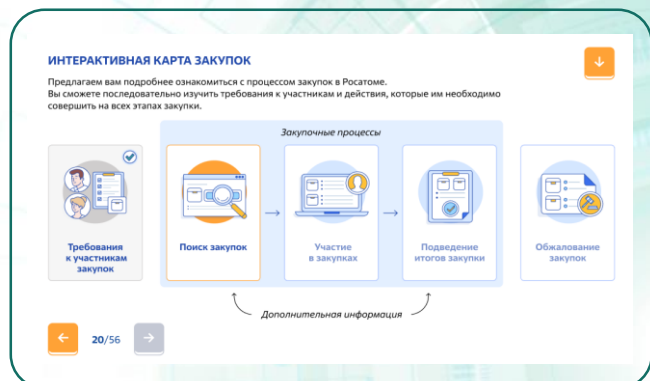 ИНТЕРАКТИВНАЯ КАРТА ЗАКУПОК
Предлагаем вам подробнее ознакомиться с процессом закупок в Росатоме.
Вы сможете последовательно изучить требования к участникам и действия, которые им необходимо
совершить на всех этапах закупки.
Закупочные процессы
Требования
к участникам
закупок
Поиск закупок
Участие
в закупках
Подведение
итогов закупки
Обжалование
закупок
Дополнительная информация
20/56